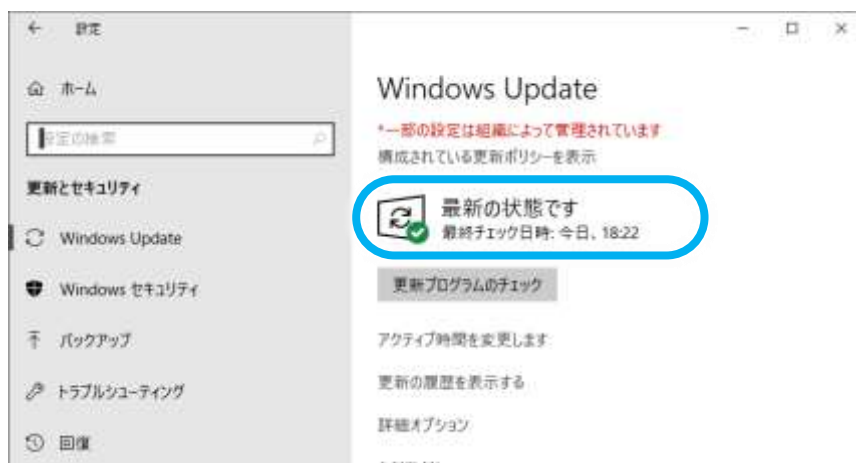 設定
ホーム
設定の検索
更新とセキュリティ
Windows Update
Windows セキュリティ
バックアップ
トラブルシューティング
回復
Windows Update
*一部の設定は組織によって管理されています
構成されている更新ポリシーを表示
最新の状態です
最終チェック日時: 今日、18:22
更新プログラムのチェック
アクティブ時間を変更します
更新の履歴を表示する
詳細オプション